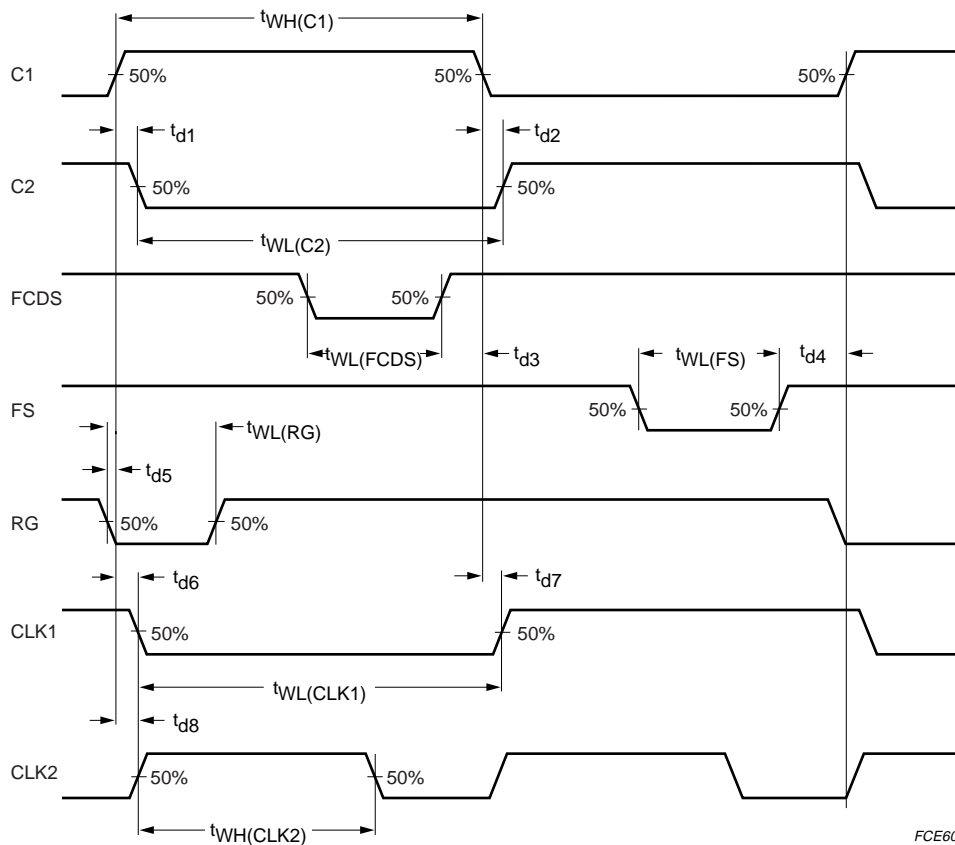 tWH(C1)
C1
50%
50%
50%
td1
td2
C2
50%
50%
tWL(C2)
FCDS
50%
50%
tWL(FCDS)
td3
tWL(FS)
td4
FS
50%
50%
tWL(RG)
td5
RG
50%
50%
td6
td7
CLK1
50%
50%
tWL(CLK1)
td8
CLK2
50%
50%
tWH(CLK2)
FCE60